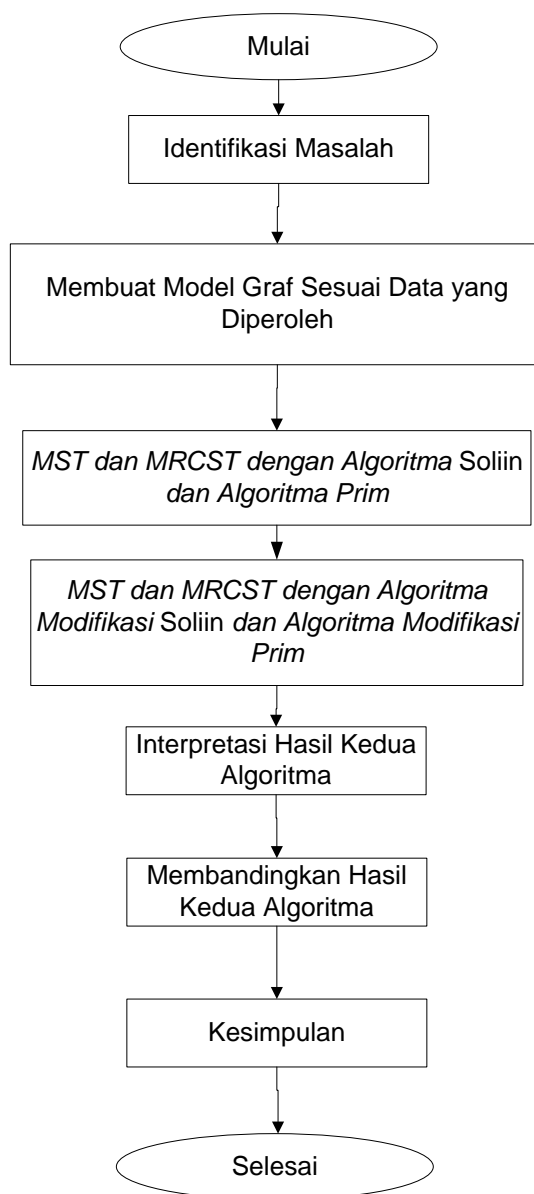 Mulai
Identifikasi Masalah
Membuat Model Graf Sesuai Data yang
Diperoleh
MST dan MRCST dengan Algoritma Soliin
dan Algoritma Prim
MST dan MRCST dengan Algoritma
Modifikasi Soliin dan Algoritma Modifikasi
Prim
Interpretasi Hasil Kedua
Algoritma
Membandingkan Hasil
Kedua Algoritma
Kesimpulan
Selesai